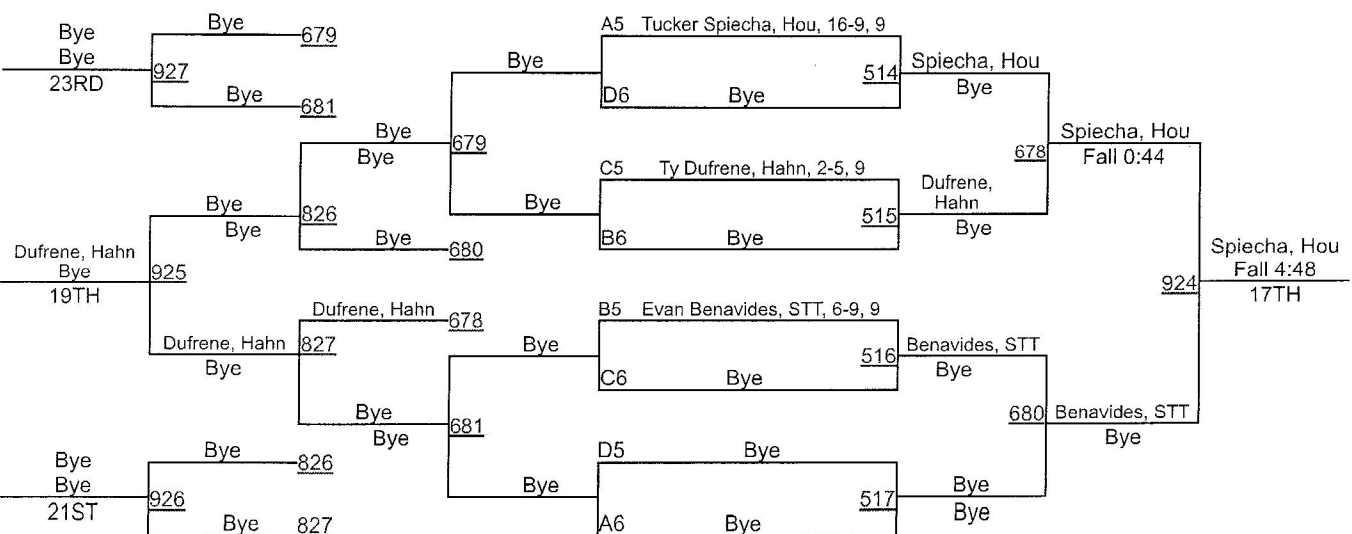 Bye
Bye
23RD
927
Bye
679
Bye
681
Bye
A5 Tucker Spiecha, Hou, 16-9, 9
D6 Bye
514
Spiecha, Hou
Bye
Bye
Bye
679
678
Spiecha, Hou
Fall 0:44
C5 Ty Dufrene, Hahn, 2-5, 9
B6 Bye
515
Dufrene,
Hahn
Bye
Bye
Bye
Bye
826
Bye
680
Dufrene, Hahn
Bye
19TH
925
924
Spiecha, Hou
Fall 4:48
17TH
Dufrene, Hahn
678
Dufrene, Hahn
Bye
827
Bye
B5 Evan Benavides, STT, 6-9, 9
C6 Bye
516
Benavides, STT
Bye
Bye
Bye
681
680
Benavides, STT
Bye
Bye
Bye
21ST
926
Bye
826
Bye
827
Bye
D5 Bye
A6 Bye
517
Bye
Bye